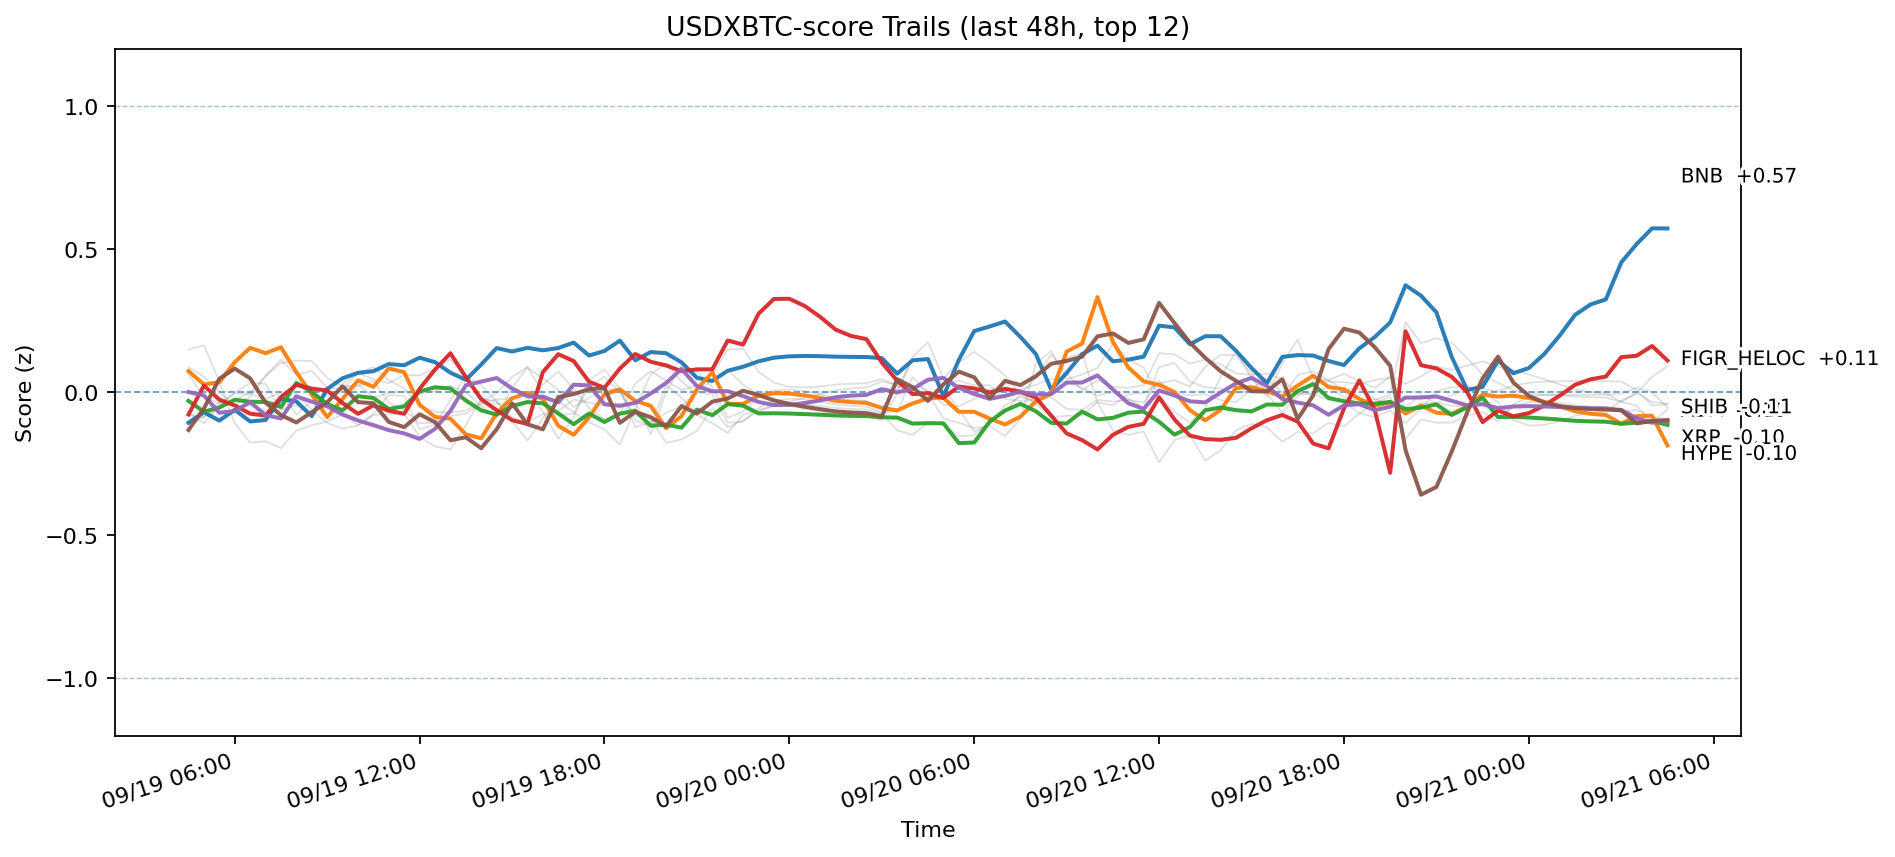 USDXBTC-score Trails (last 48h, top 12)
Score (z)
1.0
0.5
0.0
−0.5
−1.0
BNB +0.57
FIGR_HELOC +0.11
SHIB -0.11
XRP -0.10
HYPE -0.10
09/19 06:00
09/19 12:00
09/19 18:00
09/20 00:00
09/20 06:00
09/20 12:00
09/20 18:00
09/21 00:00
09/21 06:00
Time